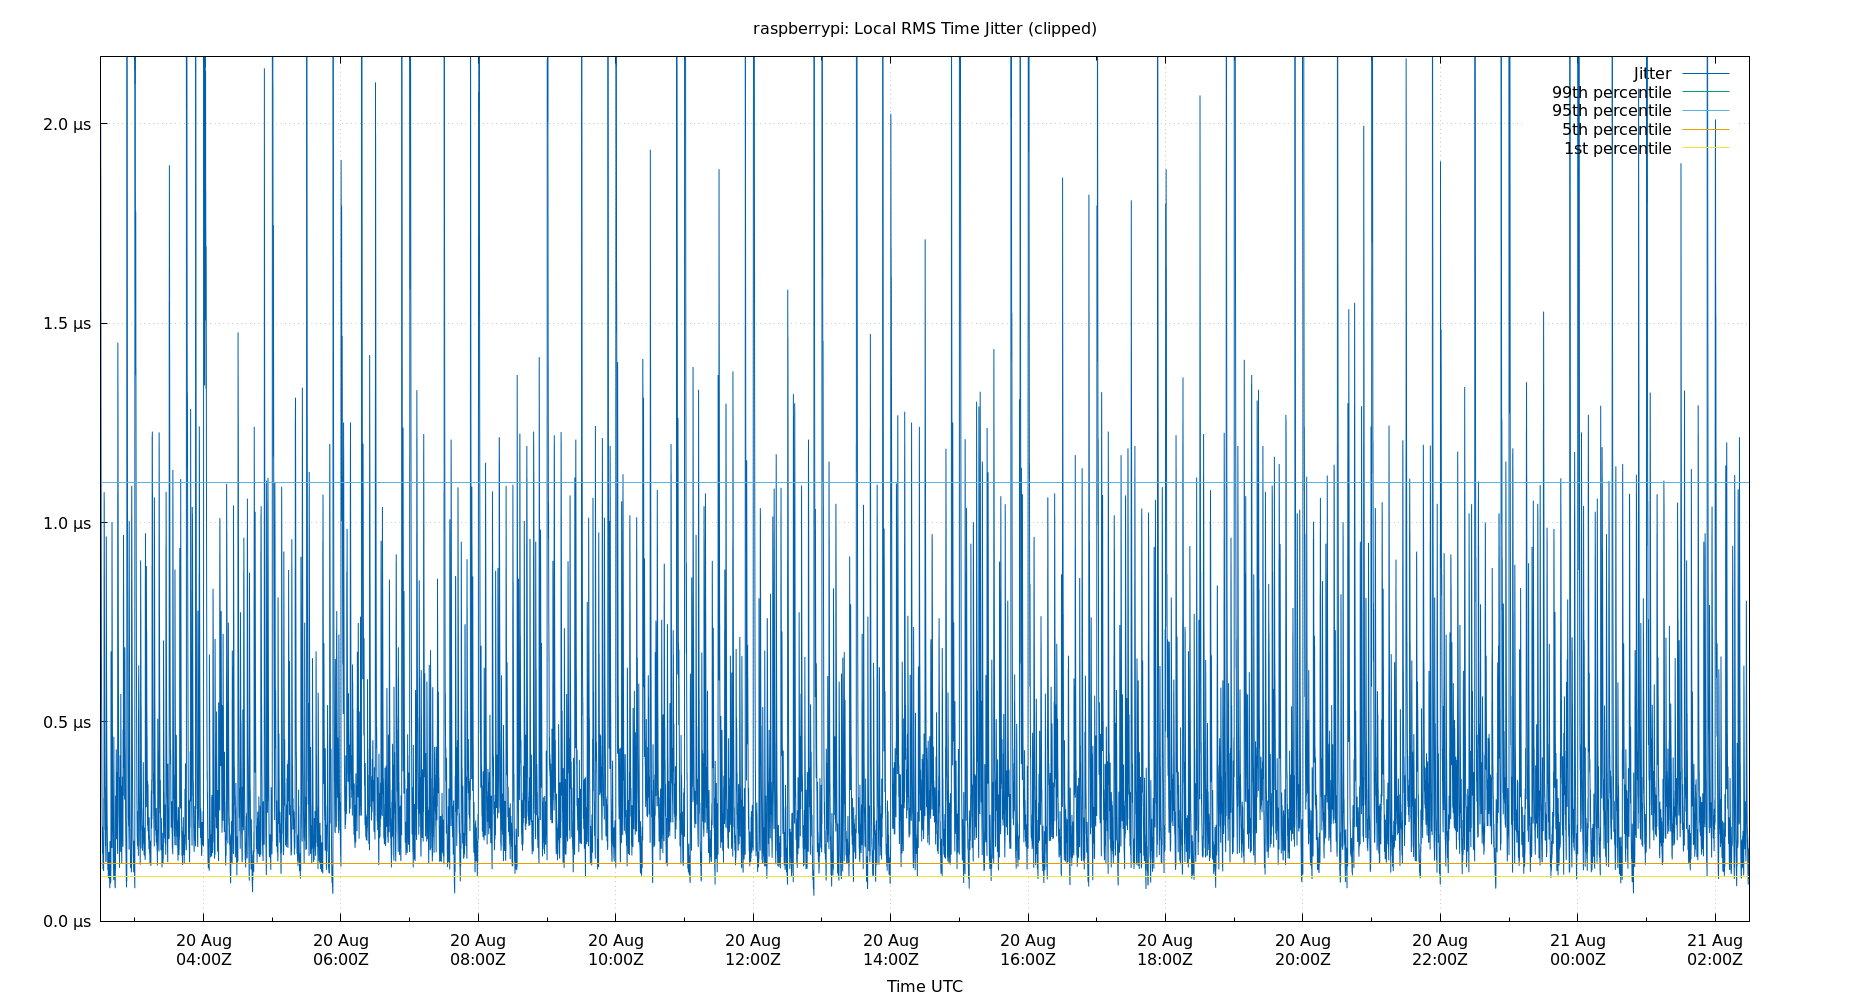 raspberrypi: Local RMS Time Jitter (clipped)
Jitter
99th percentile
95th percentile
5th percentile
1st percentile
2.0 μs
1.5 μs
1.0 μs
0.5 μs
0.0 μs
20 Aug 20 Aug 20 Aug 20 Aug 20 Aug 20 Aug 20 Aug 20 Aug 20 Aug 20 Aug 21 Aug 21 Aug
04:00Z 06:00Z 08:00Z 10:00Z 12:00Z 14:00Z 16:00Z 18:00Z 20:00Z 22:00Z 00:00Z 02:00Z
Time UTC